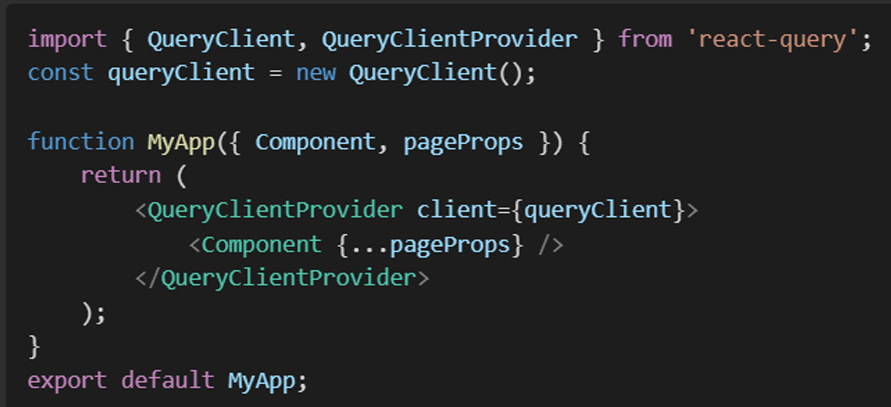 import { QueryClient, QueryClientProvider } from 'react-query';
const queryClient = new QueryClient();

function MyApp({ Component, pageProps }) {
    return (
        <QueryClientProvider client={queryClient}>
            <Component {...pageProps} />
        </QueryClientProvider>
    );
}
export default MyApp;